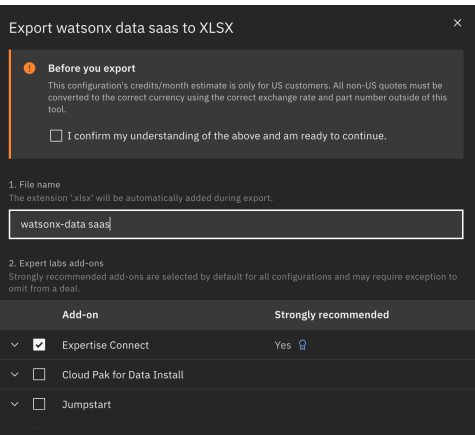 Export watsonx data saas to XLSX
Before you export
This configuration's credits/month estimate is only for US customers. All non-US quotes must be
converted to the correct currency using the correct exchange rate and part number outside of this
tool.
I confirm my understanding of the above and am ready to continue.
1. File name
The extension '.xlsx' will be automatically added during export.
watsonx-data saas
2. Expert labs add-ons
Strongly recommended add-ons are selected by default for all configurations and may require exception to
omit from a deal.
Add-on Strongly recommended
Expertise Connect Yes
Cloud Pak for Data Install
Jumpstart